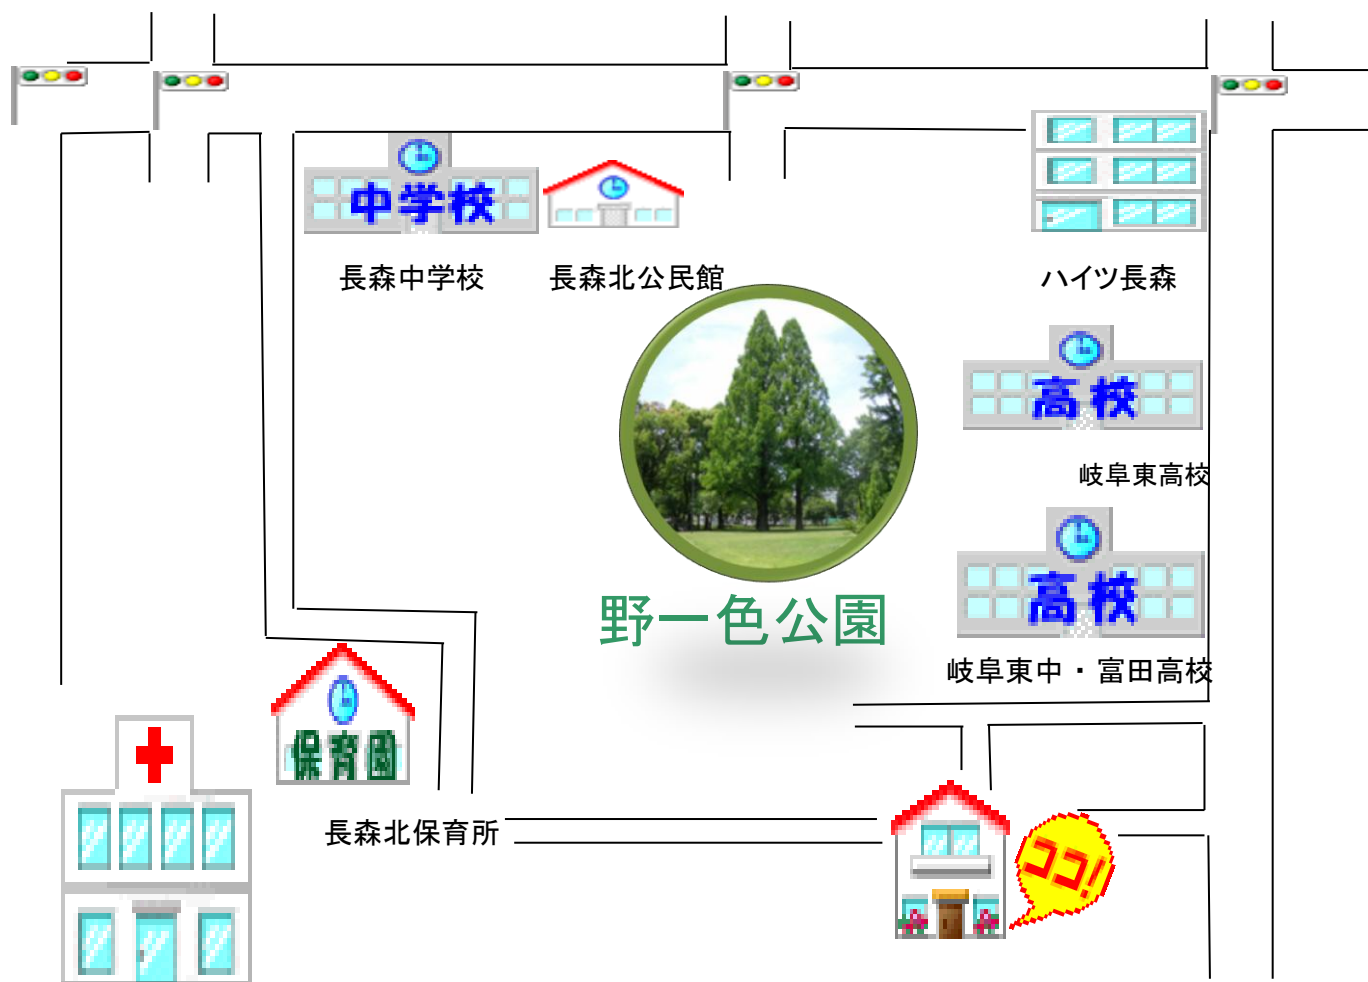 中学校
長森中学校
長森北公民館
ハイツ長森
高校
岐阜東高校
野一色公園
高校
岐阜東中・富田高校
保育園
長森北保育所
ココ!